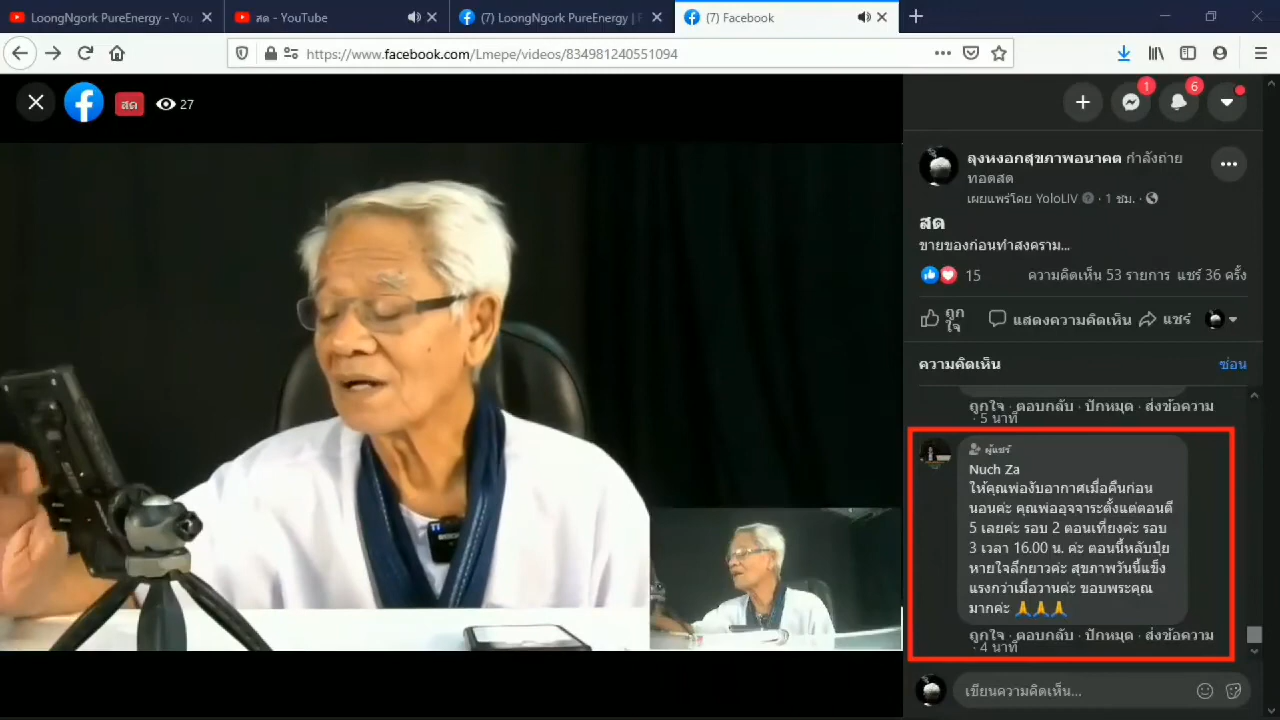 LoongNgork PureEnergy - You
สด - YouTube
(7) LoongNgork PureEnergy | F
(7) Facebook
https://www.facebook.com/Lmepe/videos/834981240551094
สด
27
1
6
ลุงหงอกสุขภาพอนาคต กำลังถ่าย
ทอดสด
เผยแพร่โดย YoloLIV · 1 ชม. ·
สด
ขายของก่อนทำสงคราม...
15
ความคิดเห็น 53 รายการ แชร์ 36 ครั้ง
ถูก
ใจ
แสดงความคิดเห็น
แชร์
ความคิดเห็น
ซ่อน
ถูกใจ · ตอบกลับ · ปักหมุด · ส่งข้อความ
· 5 นาที
ผู้แชร์
Nuch Za
ให้คุณพ่องับอากาศเมื่อคืนก่อน
นอนค่ะ คุณพ่ออุจจาระตั้งแต่ตอนตี
5 เลยค่ะ รอบ 2 ตอนเที่ยงค่ะ รอบ
3 เวลา 16.00 น. ค่ะ ตอนนี้หลับปุ๋ย
หายใจลึกยาวค่ะ สุขภาพวันนี้แข็ง
แรงกว่าเมื่อวานค่ะ ขอบพระคุณ
มากค่ะ 🙏🙏🙏
ถูกใจ · ตอบกลับ · ปักหมุด · ส่งข้อความ
· 4 นาที
เขียนความคิดเห็น...